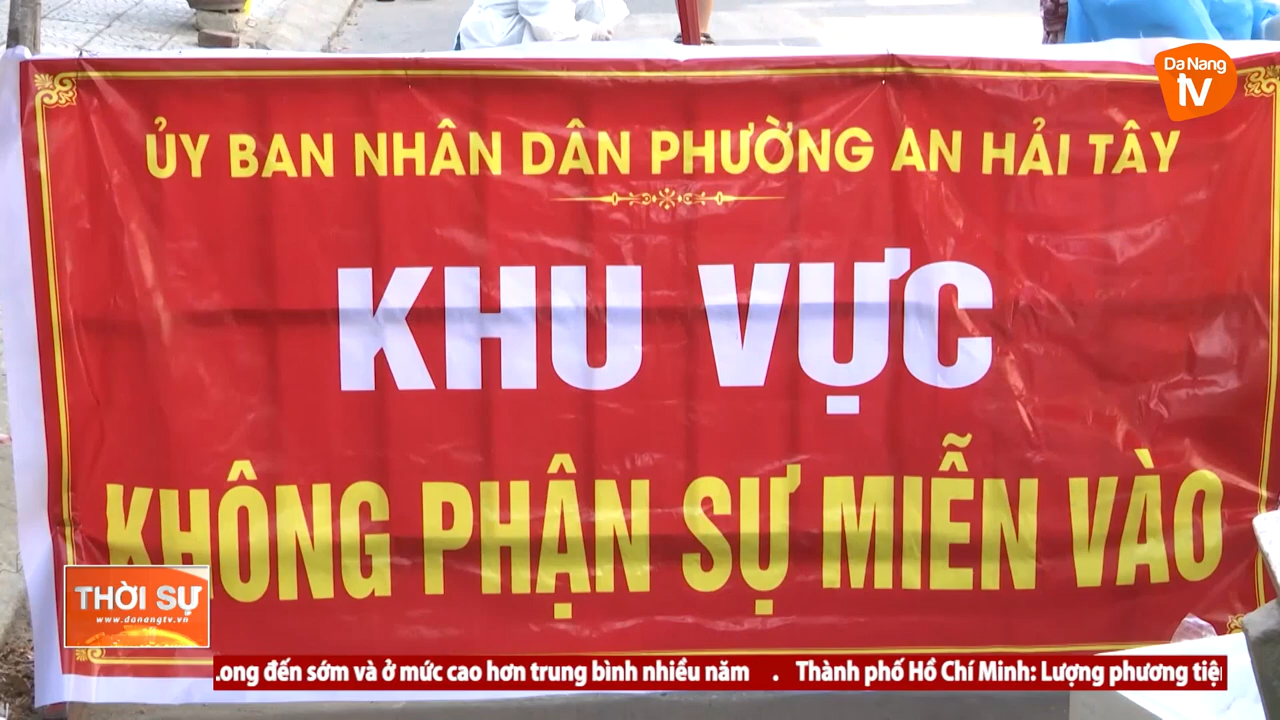 Da Nang
tv
ỦY BAN NHÂN DÂN PHƯỜNG AN HẢI TÂY
KHU VỰC
KHÔNG PHẬN SỰ MIỄN VÀO
THỜI SỰ
www.danangtv.vn
đến sớm và ở mức cao hơn trung bình nhiều năm . Thành phố Hồ Chí Minh: Lượng phương